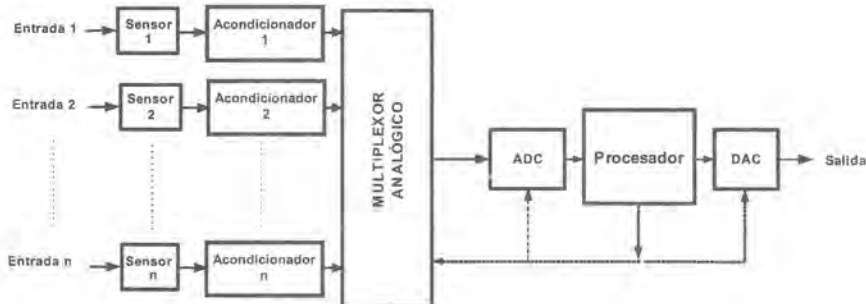 Entrada 1
Sensor
1
Acondicionador
1
Entrada 2
Sensor
2
Acondicionador
2
MULTIPLEXOR
ANALÓGICO
ADC
Procesador
DAC
Salida
Entrada n
Sensor
n
Acondicionador
n